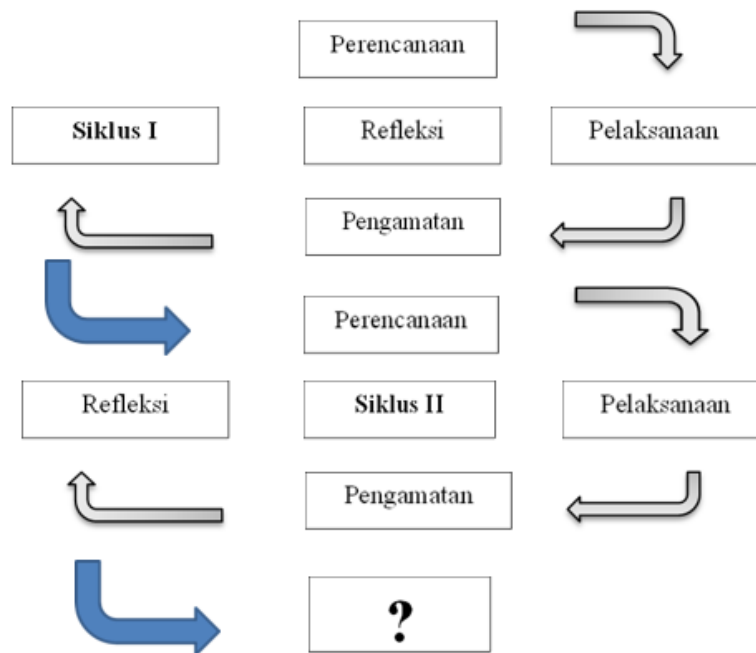 Perencanaan
Siklus I
Refleksi
Pelaksanaan
Pengamatan
Perencanaan
Refleksi
Siklus II
Pelaksanaan
Pengamatan
?